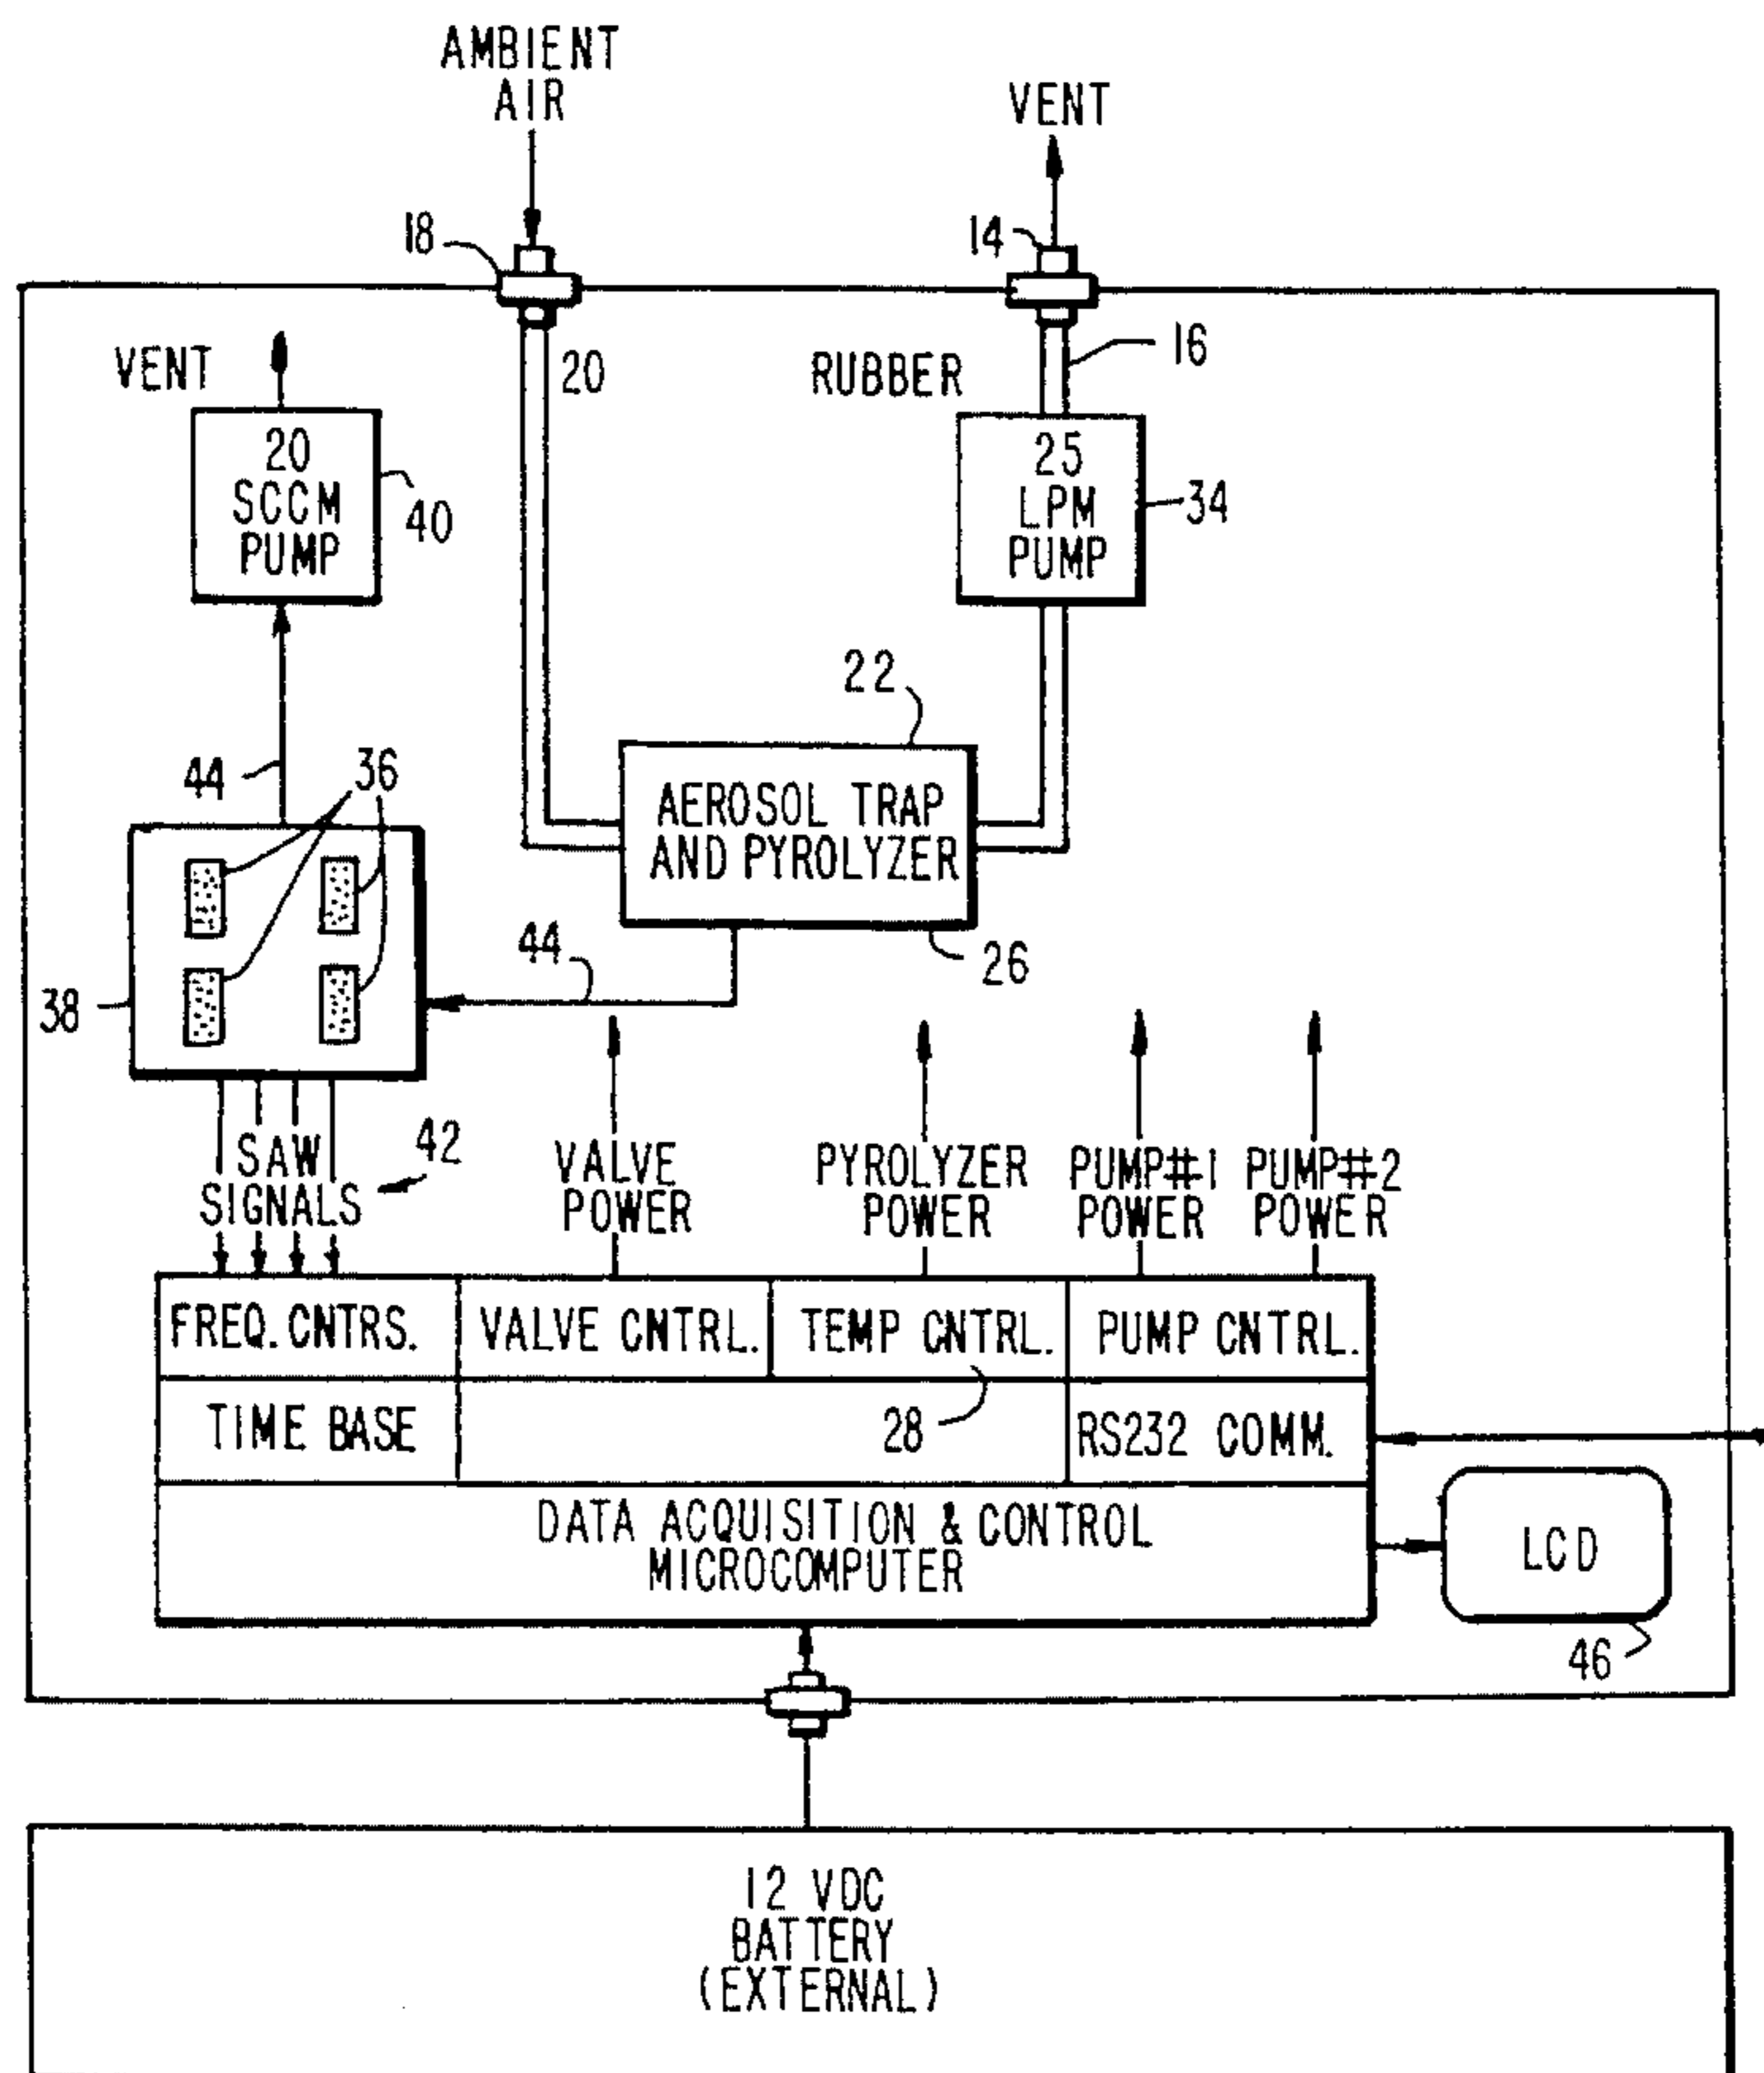 AMBIENT
AIR
VENT
18
14
VENT
20
RUBBER
16
20
SCCM
PUMP
40
25
LPM
PUMP
34
22
44
36
AEROSOL TRAP
AND PYROLYZER
44
26
38
SAW
SIGNALS
42
VALVE
POWER
PYROLYZER
POWER
PUMP#1
POWER
PUMP#2
POWER
FREQ. CNTRS.
VALVE CNTRL.
TEMP CNTRL.
PUMP CNTRL.
TIME BASE
28
RS232 COMM.
DATA ACQUISITION & CONTROL
MICROCOMPUTER
LCD
46
12 VDC
BATTERY
(EXTERNAL)